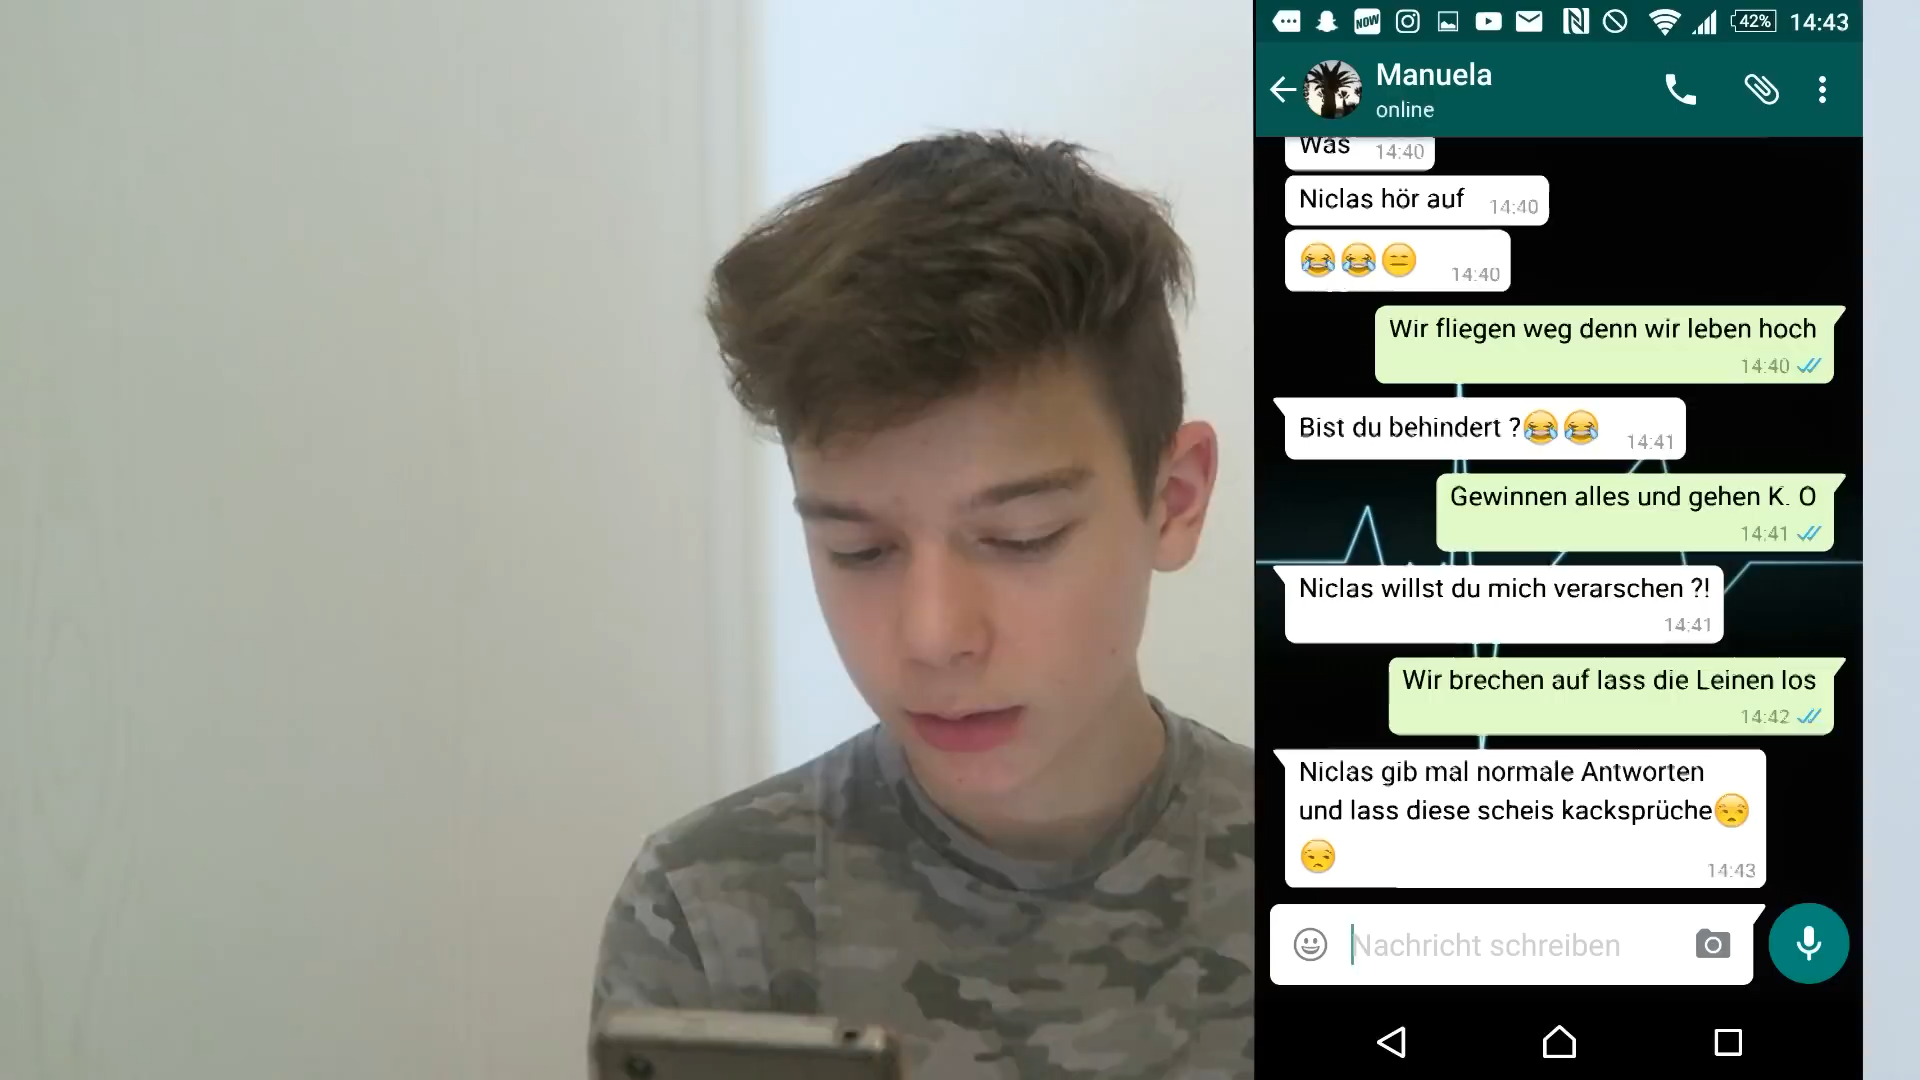 NOW
42%
14:43
Manuela
online
Was
14:40
Niclas hör auf
14:40
😂😂😑
14:40
Wir fliegen weg denn wir leben hoch
14:40
Bist du behindert ?😂😂
14:41
Gewinnen alles und gehen K. O
14:41
Niclas willst du mich verarschen ?!
14:41
Wir brechen auf lass die Leinen los
14:42
Niclas gib mal normale Antworten
und lass diese scheis kacksprüche😒
😒
14:43
Nachricht schreiben